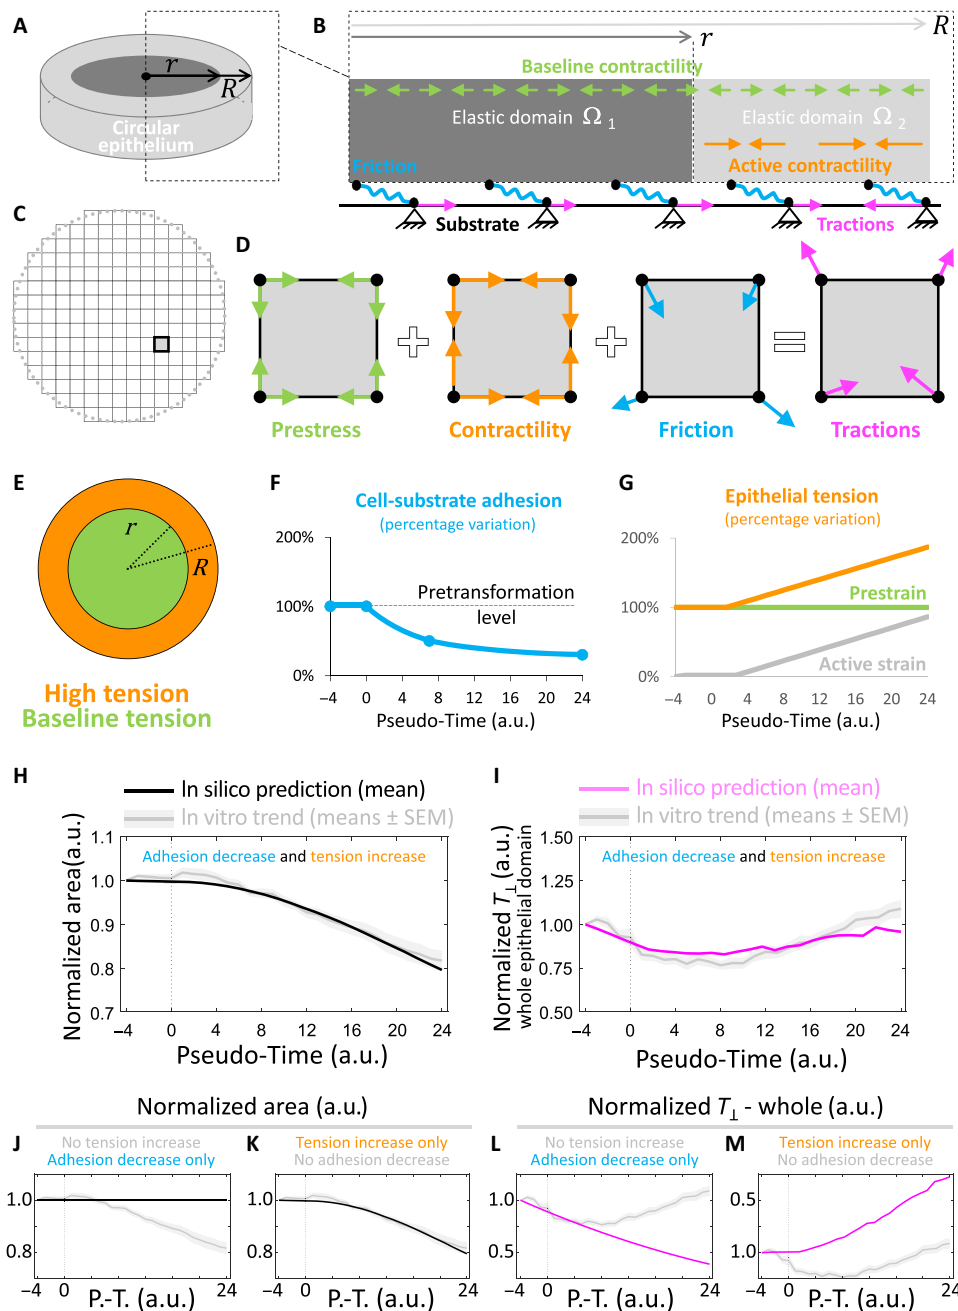 A
r
R
Circular
epithelium
B
R
r
Baseline contractility
Elastic domain Ω 1
Elastic domain Ω 2
Friction
Active contractility
Substrate
Tractions
C
D
Prestress
Contractility
Friction
Tractions
E
r
R
High tension
Baseline tension
F
Cell-substrate adhesion
(percentage variation)
200%
100%
0%
Pretransformation
level
−4 0 4 8 12 16 20 24
Pseudo-Time (a.u.)
G
Epithelial tension
(percentage variation)
200%
100%
0%
Prestrain
Active strain
−4 0 4 8 12 16 20 24
Pseudo-Time (a.u.)
H
In silico prediction (mean)
In vitro trend (means ± SEM)
Adhesion decrease and tension increase
Normalized area(a.u.)
1.1
1.0
0.9
0.8
0.7
−4 0 4 8 12 16 20 24
Pseudo-Time (a.u.)
I
In silico prediction (mean)
In vitro trend (means ± SEM)
Adhesion decrease and tension increase
Normalized T⊥ (a.u.)
whole epithelial domain
1.50
1.25
1.00
0.75
0.50
−4 0 4 8 12 16 20 24
Pseudo-Time (a.u.)
Normalized area (a.u.)
J
No tension increase
Adhesion decrease only
1.0
0.8
−4 0 24
P.-T. (a.u.)
K
Tension increase only
No adhesion decrease
1.0
0.8
−4 0 24
P.-T. (a.u.)
Normalized T⊥ - whole (a.u.)
L
No tension increase
Adhesion decrease only
1.0
0.5
−4 0 24
P.-T. (a.u.)
M
Tension increase only
No adhesion decrease
0.5
1.0
−4 0 24
P.-T. (a.u.)